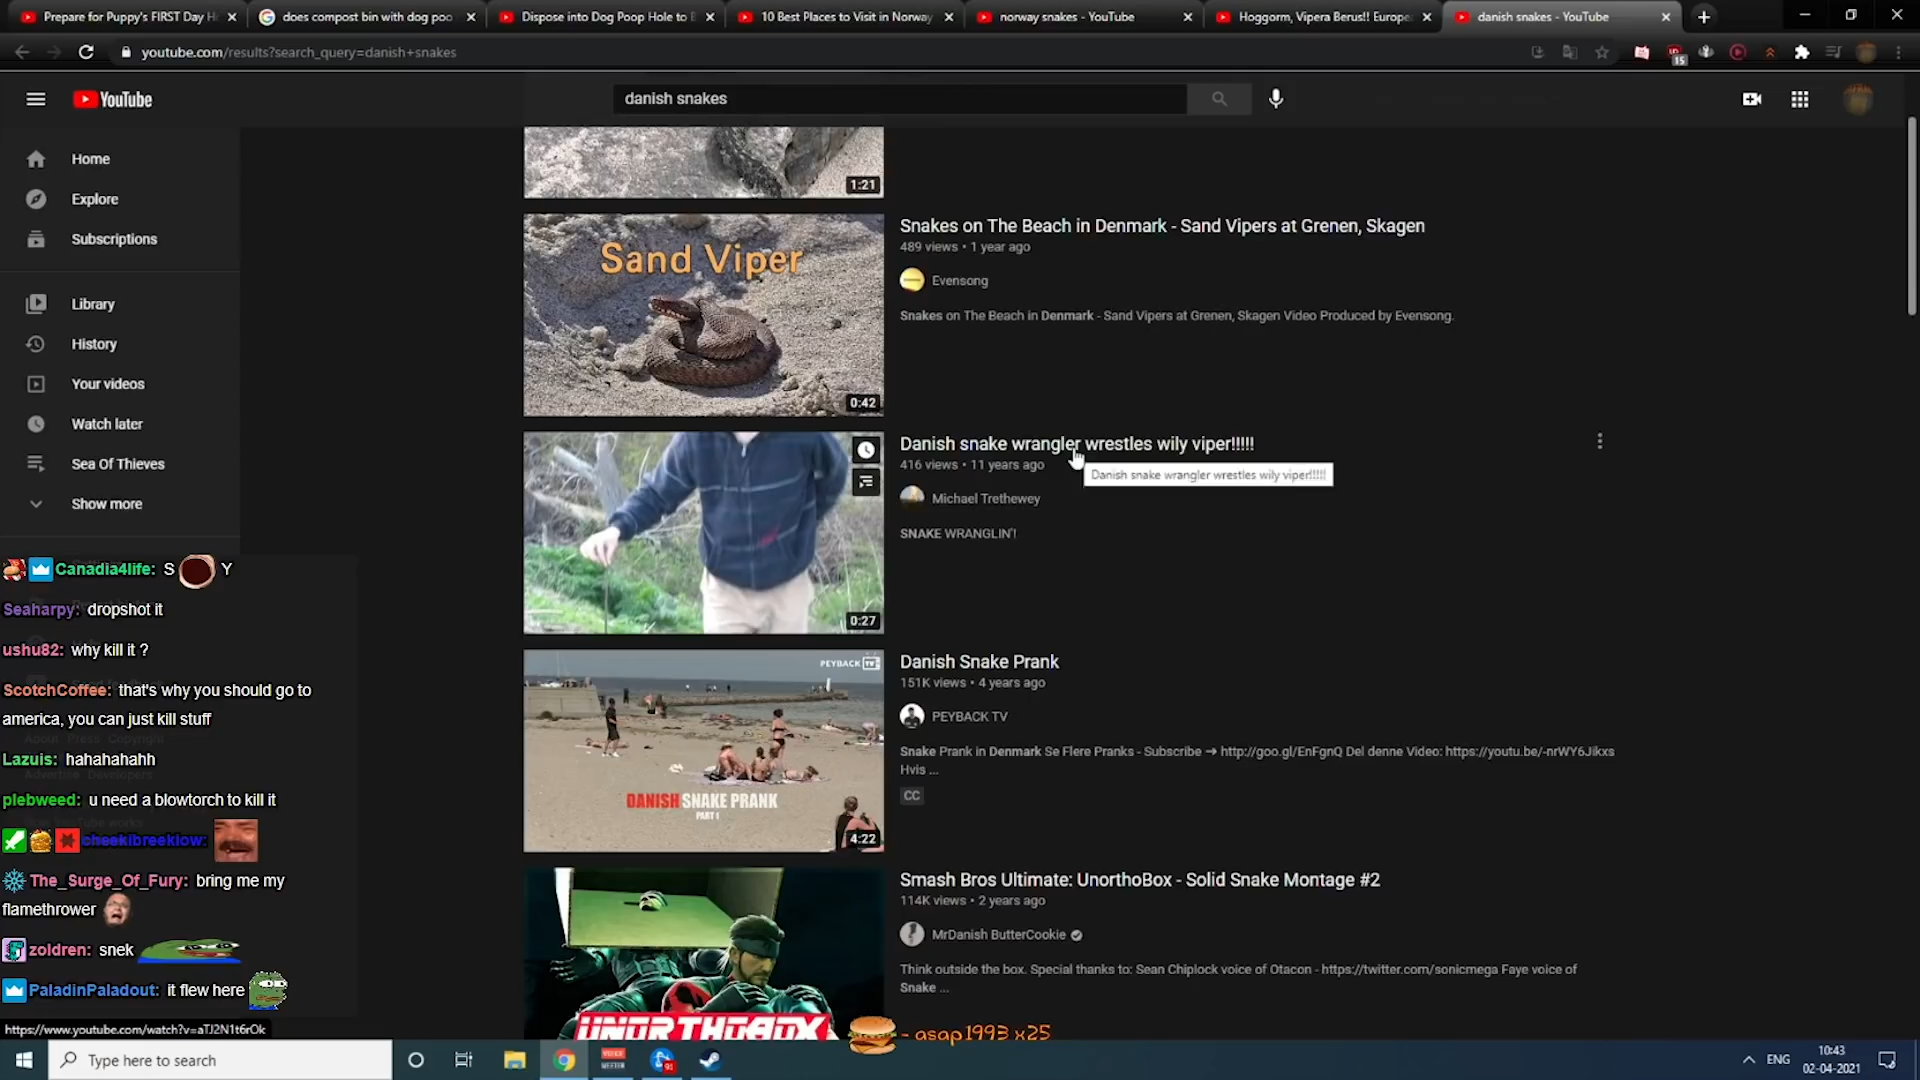 Prepare for Puppy's FIRST Day H
does compost bin with dog poo
Dispose into Dog Poop Hole to B
10 Best Places to Visit in Norway
norway snakes - YouTube
Hoggorm, Vipera Berus!! Europe
danish snakes - YouTube
youtube.com/results?search_query=danish+snakes
15
YouTube
danish snakes
Home
Explore
Subscriptions
Library
History
Your videos
Watch later
Sea Of Thieves
Show more
1:21
Sand Viper
0:42
Snakes on The Beach in Denmark - Sand Vipers at Grenen, Skagen
489 views • 1 year ago
Evensong
Snakes on The Beach in Denmark - Sand Vipers at Grenen, Skagen Video Produced by Evensong.
0:27
Danish snake wrangler wrestles wily viper!!!!!
416 views • 11 years ago
Danish snake wrangler wrestles wily viper!!!!!
Michael Trethewey
SNAKE WRANGLIN'!
PEYBACK TV
DANISH SNAKE PRANK
PART 1
4:22
Danish Snake Prank
151K views • 4 years ago
PEYBACK TV
Snake Prank in Denmark Se Flere Pranks - Subscribe → http://goo.gl/EnFgnQ Del denne Video: https://youtu.be/-nrWY6Jikxs
Hvis ...
CC
UNORTHOBOX
Smash Bros Ultimate: UnorthoBox - Solid Snake Montage #2
114K views • 2 years ago
MrDanish ButterCookie
Think outside the box. Special thanks to: Sean Chiplock voice of Otacon - https://twitter.com/sonicmega Faye voice of
Snake ...
Canadia4life: S Y
Seaharpy: dropshot it
ushu82: why kill it ?
ScotchCoffee: that's why you should go to
america, you can just kill stuff
About Press Copyright
Lazuis: hahahahahh
Advertise Developers
plebweed: u need a blowtorch to kill it
How YouTube works
cheekibreekiow:
The_Surge_Of_Fury: bring me my
flamethrower
zoldren: snek
PaladinPaladout: it flew here
https://www.youtube.com/watch?v=aTJ2N1t6rOk
- asap1993 x25
Type here to search
91
ENG
10:43
02-04-2021